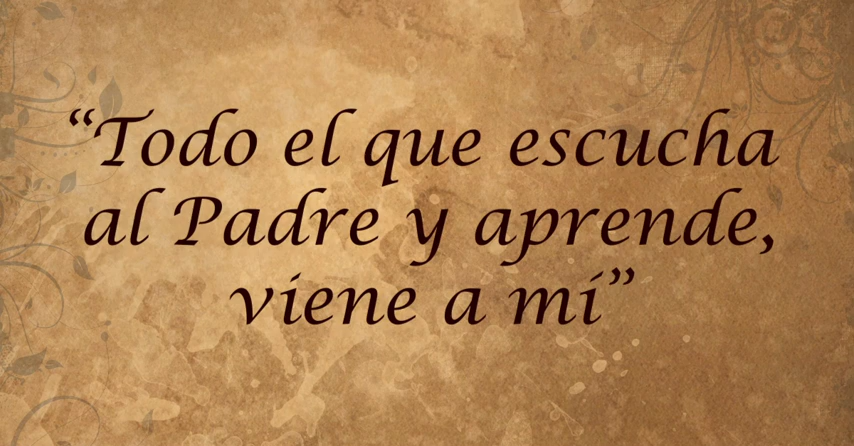 “Todo el que escucha
al Padre y aprende,
viene a mí”